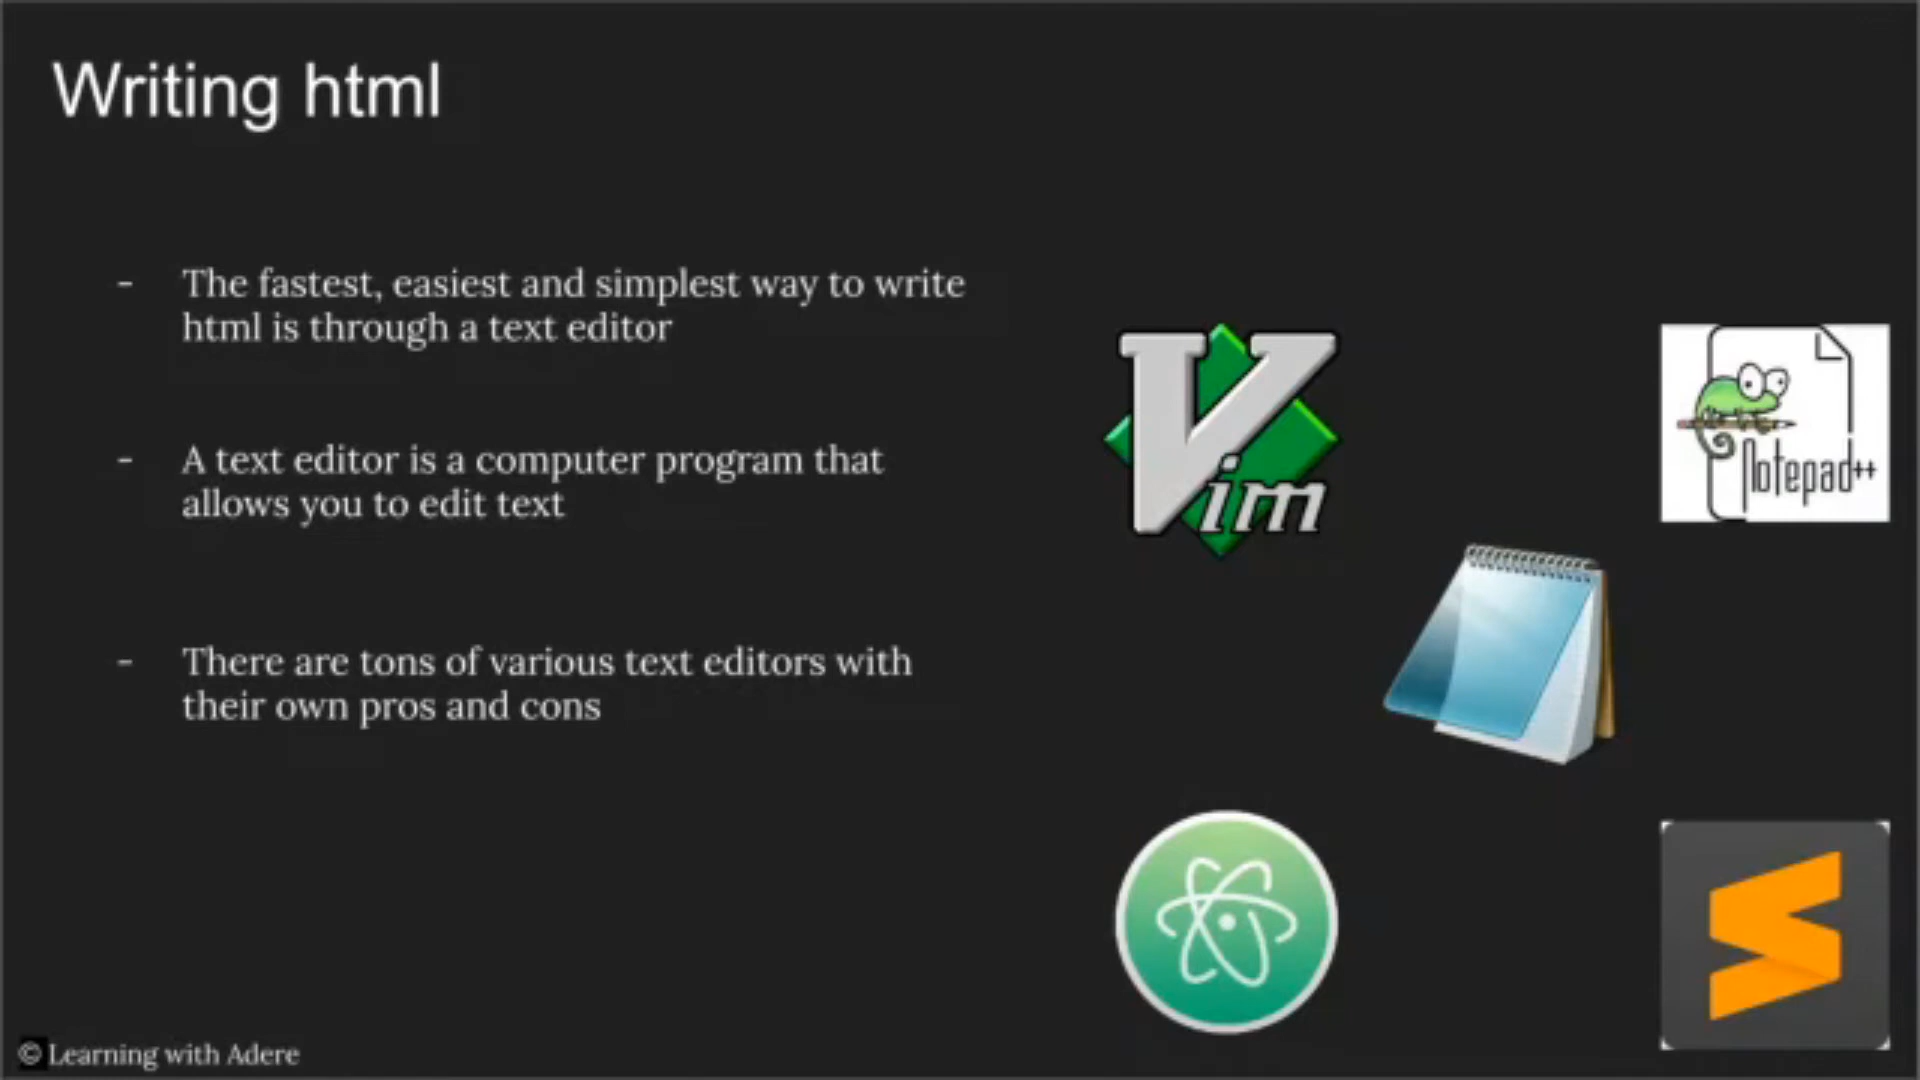 Writing html
- The fastest, easiest and simplest way to write
html is through a text editor
- A text editor is a computer program that
allows you to edit text
- There are tons of various text editors with
their own pros and cons
Vim
Notepad++
© Learning with Adere